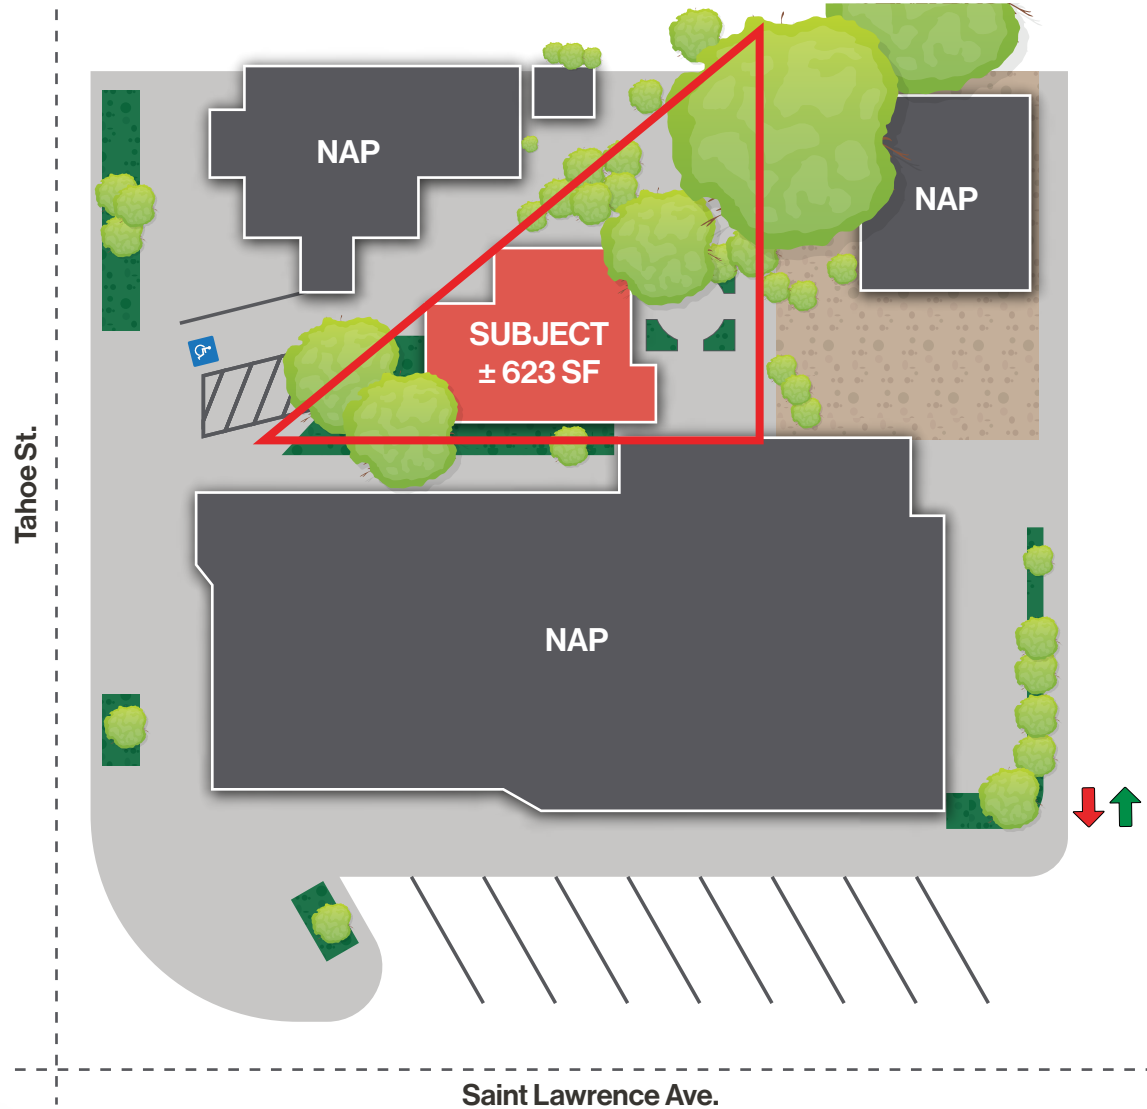 NAP
NAP
SUBJECT
± 623 SF
Tahoe St.
NAP
Saint Lawrence Ave.